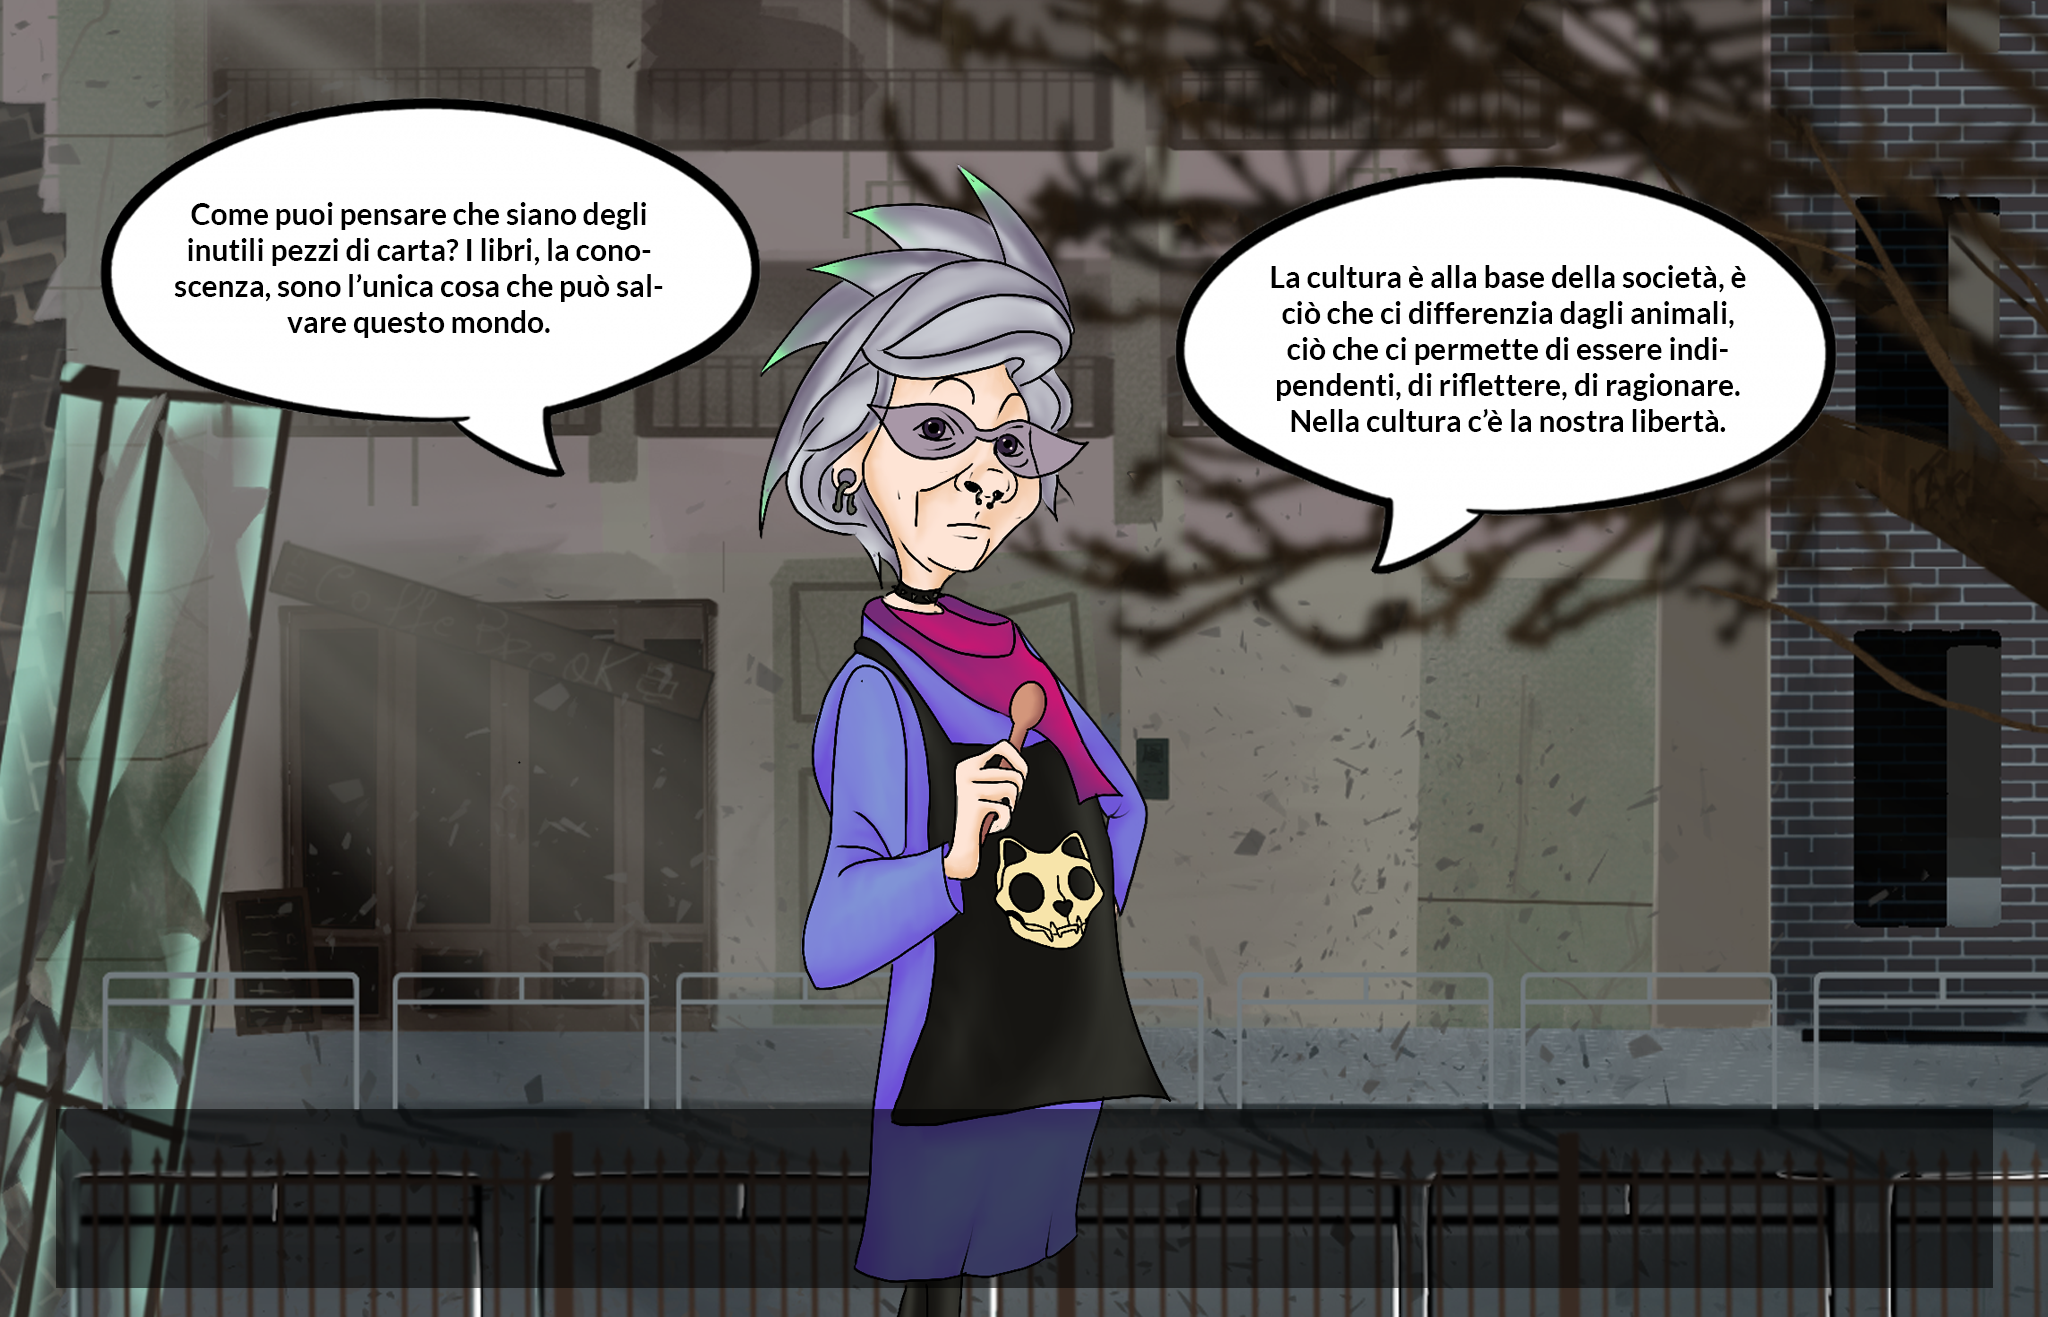 Come puoi pensare che siano degli
inutili pezzi di carta? I libri, la cono-
scenza, sono l’unica cosa che può sal-
vare questo mondo.
La cultura è alla base della società, è
ciò che ci differenzia dagli animali,
ciò che ci permette di essere indi-
pendenti, di riflettere, di ragionare.
Nella cultura c’è la nostra libertà.
Coffe Break